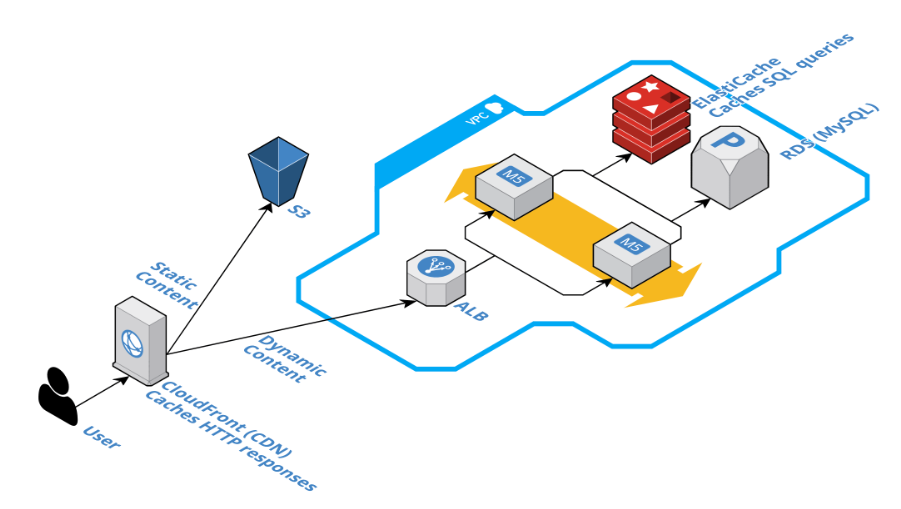 ElastiCache
Caches SQL queries
RDS (MySQL)
VPC
P
M5
M5
S3
ALB
Static
Content
Dynamic
Content
CloudFront (CDN)
Caches HTTP responses
User